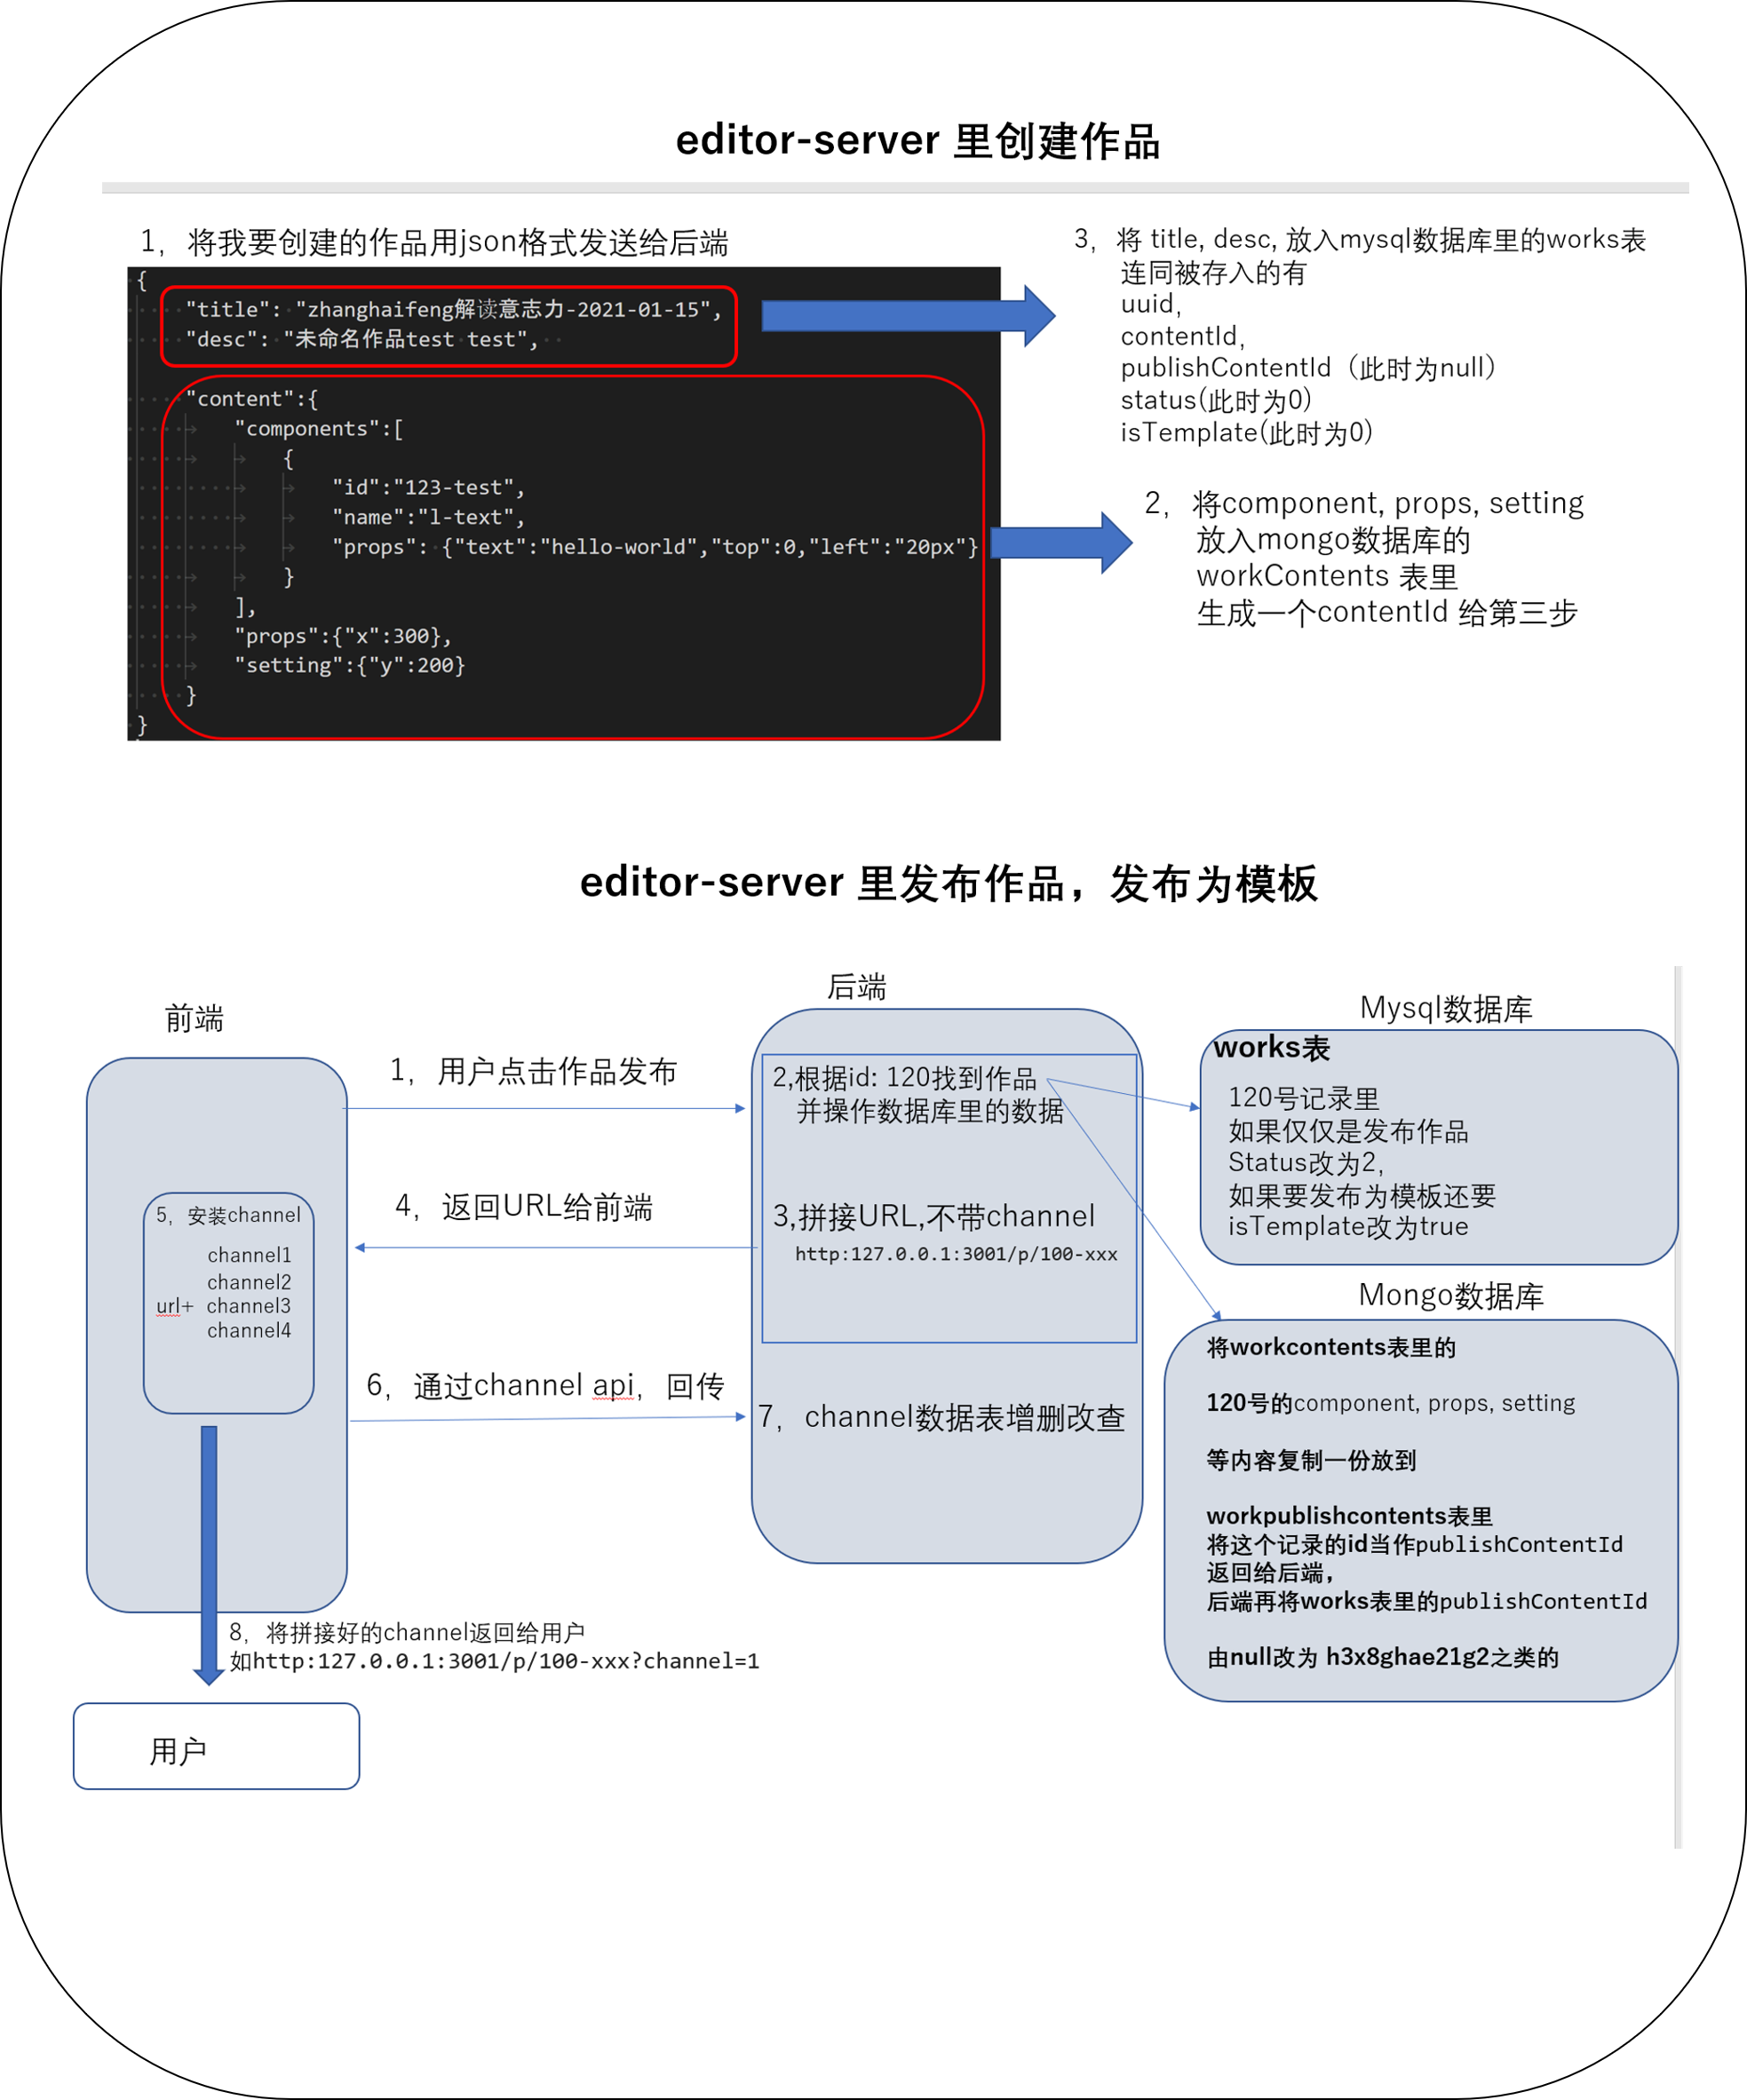 editor-server 里创建作品
1，将我要创建的作品用json格式发送给后端
{
"title": "zhanghaifeng解读意志力-2021-01-15",
"desc": "未命名作品test test",
"content":{
"components":[
{
"id":"123-test",
"name":"l-text",
"props": {"text":"hello-world","top":0,"left":"20px"}
}
],
"props":{"x":300},
"setting":{"y":200}
}
}
3，将 title, desc, 放入mysql数据库里的works表
连同被存入的有
uuid,
contentId,
publishContentId（此时为null）
status(此时为0)
isTemplate(此时为0)
2，将component, props, setting
放入mongo数据库的
workContents 表里
生成一个contentId 给第三步
editor-server 里发布作品，发布为模板
前端
5，安装channel
channel1
channel2
url+ channel3
channel4
1，用户点击作品发布
4，返回URL给前端
6，通过channel api，回传
后端
2,根据id: 120找到作品
并操作数据库里的数据
3,拼接URL,不带channel
http:127.0.0.1:3001/p/100-xxx
7，channel数据表增删改查
Mysql数据库
works表
120号记录里
如果仅仅是发布作品
Status改为2,
如果要发布为模板还要
isTemplate改为true
Mongo数据库
将workcontents表里的
120号的component, props, setting
等内容复制一份放到
workpublishcontents表里
将这个记录的id当作publishContentId
返回给后端，
后端再将works表里的publishContentId
由null改为 h3x8ghae21g2之类的
8，将拼接好的channel返回给用户
如http:127.0.0.1:3001/p/100-xxx?channel=1
用户